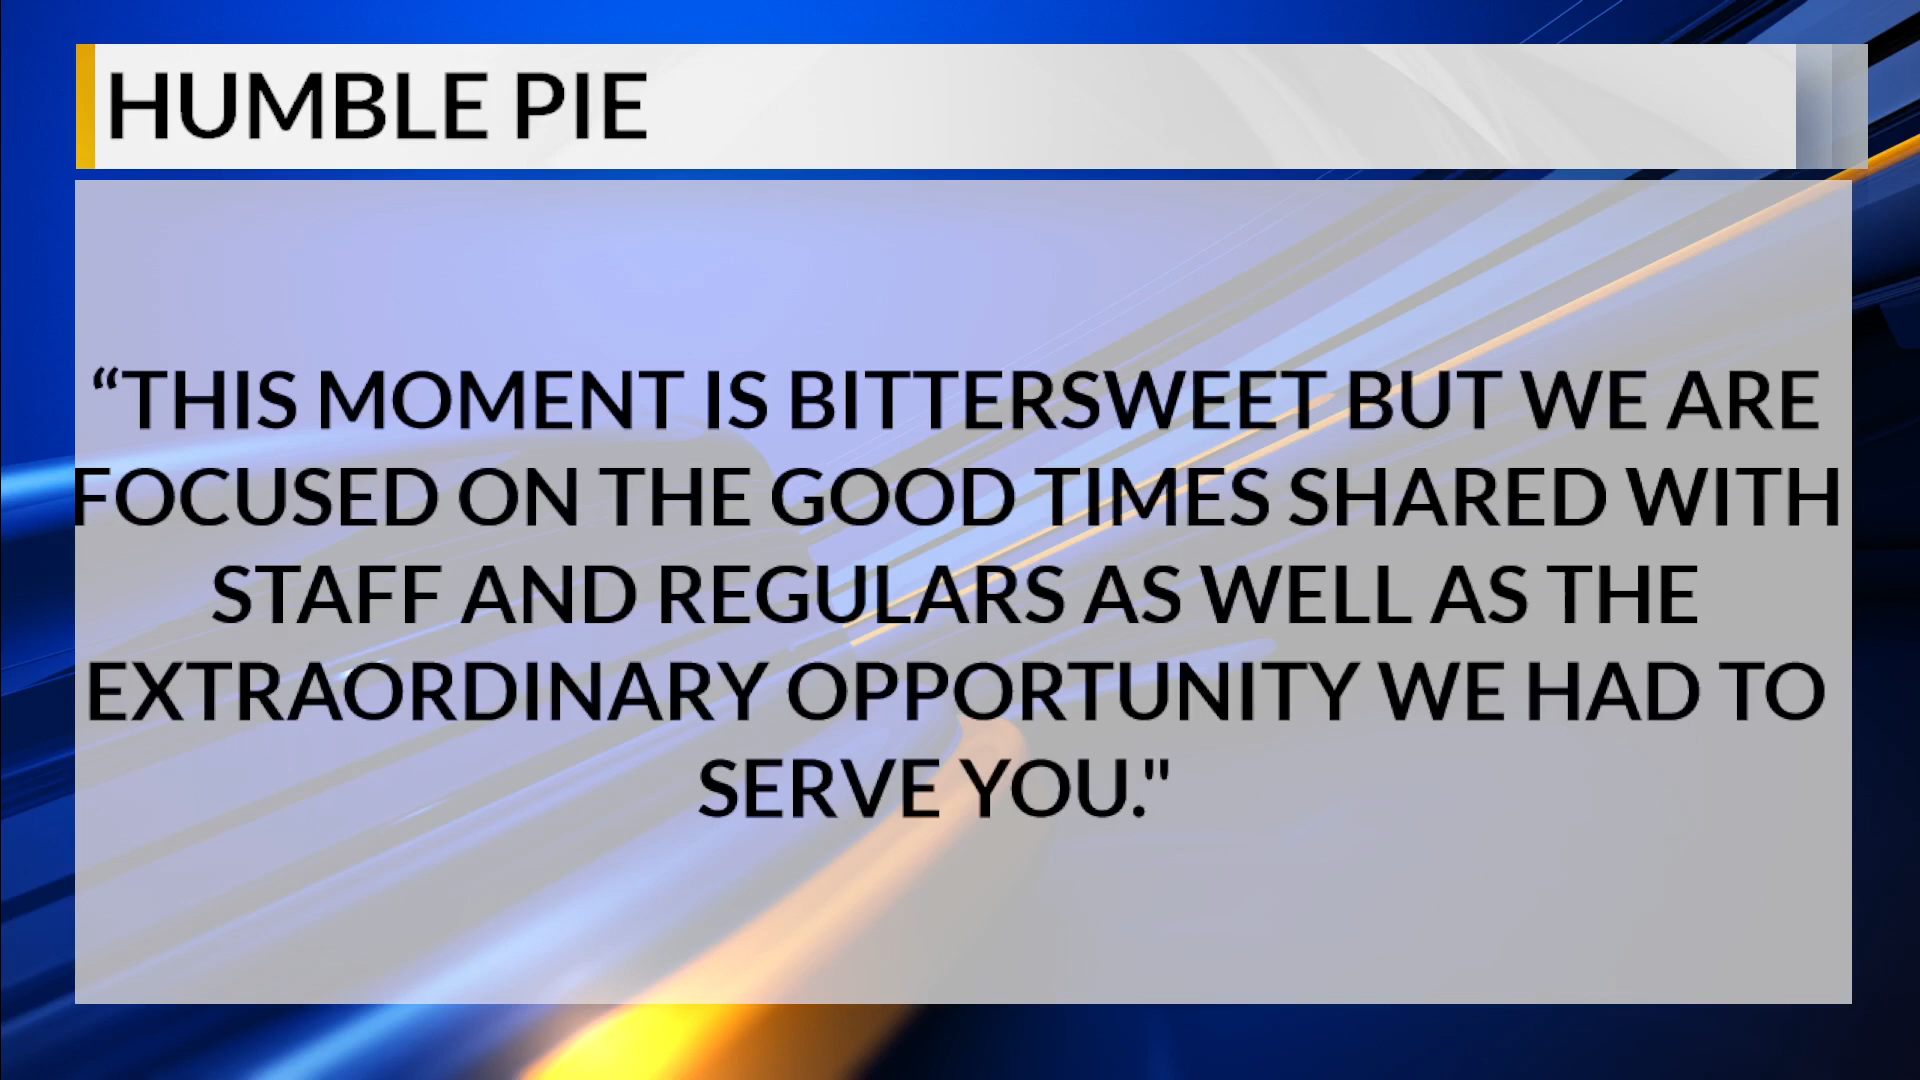 HUMBLE PIE
“THIS MOMENT IS BITTERSWEET BUT WE ARE
FOCUSED ON THE GOOD TIMES SHARED WITH
STAFF AND REGULARS AS WELL AS THE
EXTRAORDINARY OPPORTUNITY WE HAD TO
SERVE YOU."